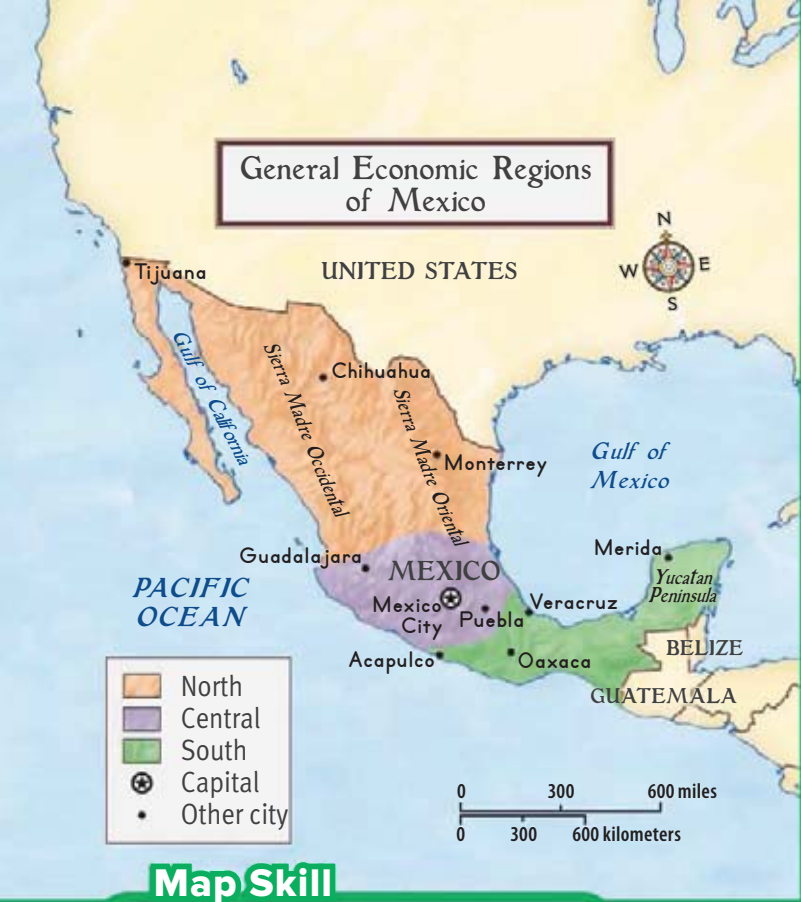 General Economic Regions
of Mexico
N
W
E
S
UNITED STATES
Tijuana
Gulf of California
Sierra Madre Occidental
Chihuahua
Sierra Madre Oriental
Monterrey
Gulf of
Mexico
Guadalajara
MEXICO
Merida
Yucatan
Peninsula
PACIFIC
OCEAN
Mexico
City
Puebla
Veracruz
BELIZE
Acapulco
Oaxaca
GUATEMALA
North
Central
South
Capital
Other city
0 300 600 miles
0 300 600 kilometers
Map Skill